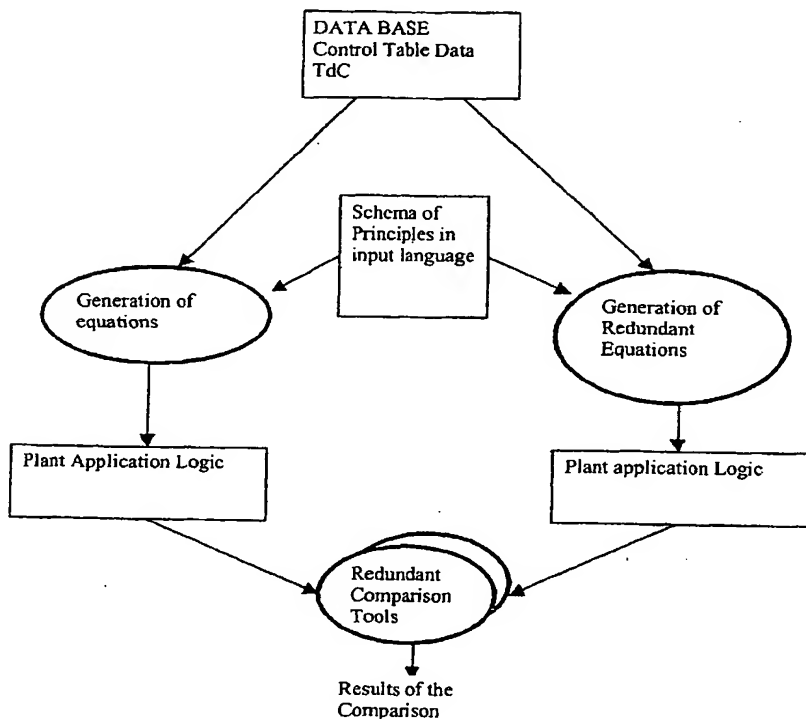 DATA BASE
Control Table Data
TdC
Schema of
Principles in
input language
Generation of
equations
Generation of
Redundant
Equations
Plant Application Logic
Plant application Logic
Redundant
Comparison
Tools
Results of the
Comparison